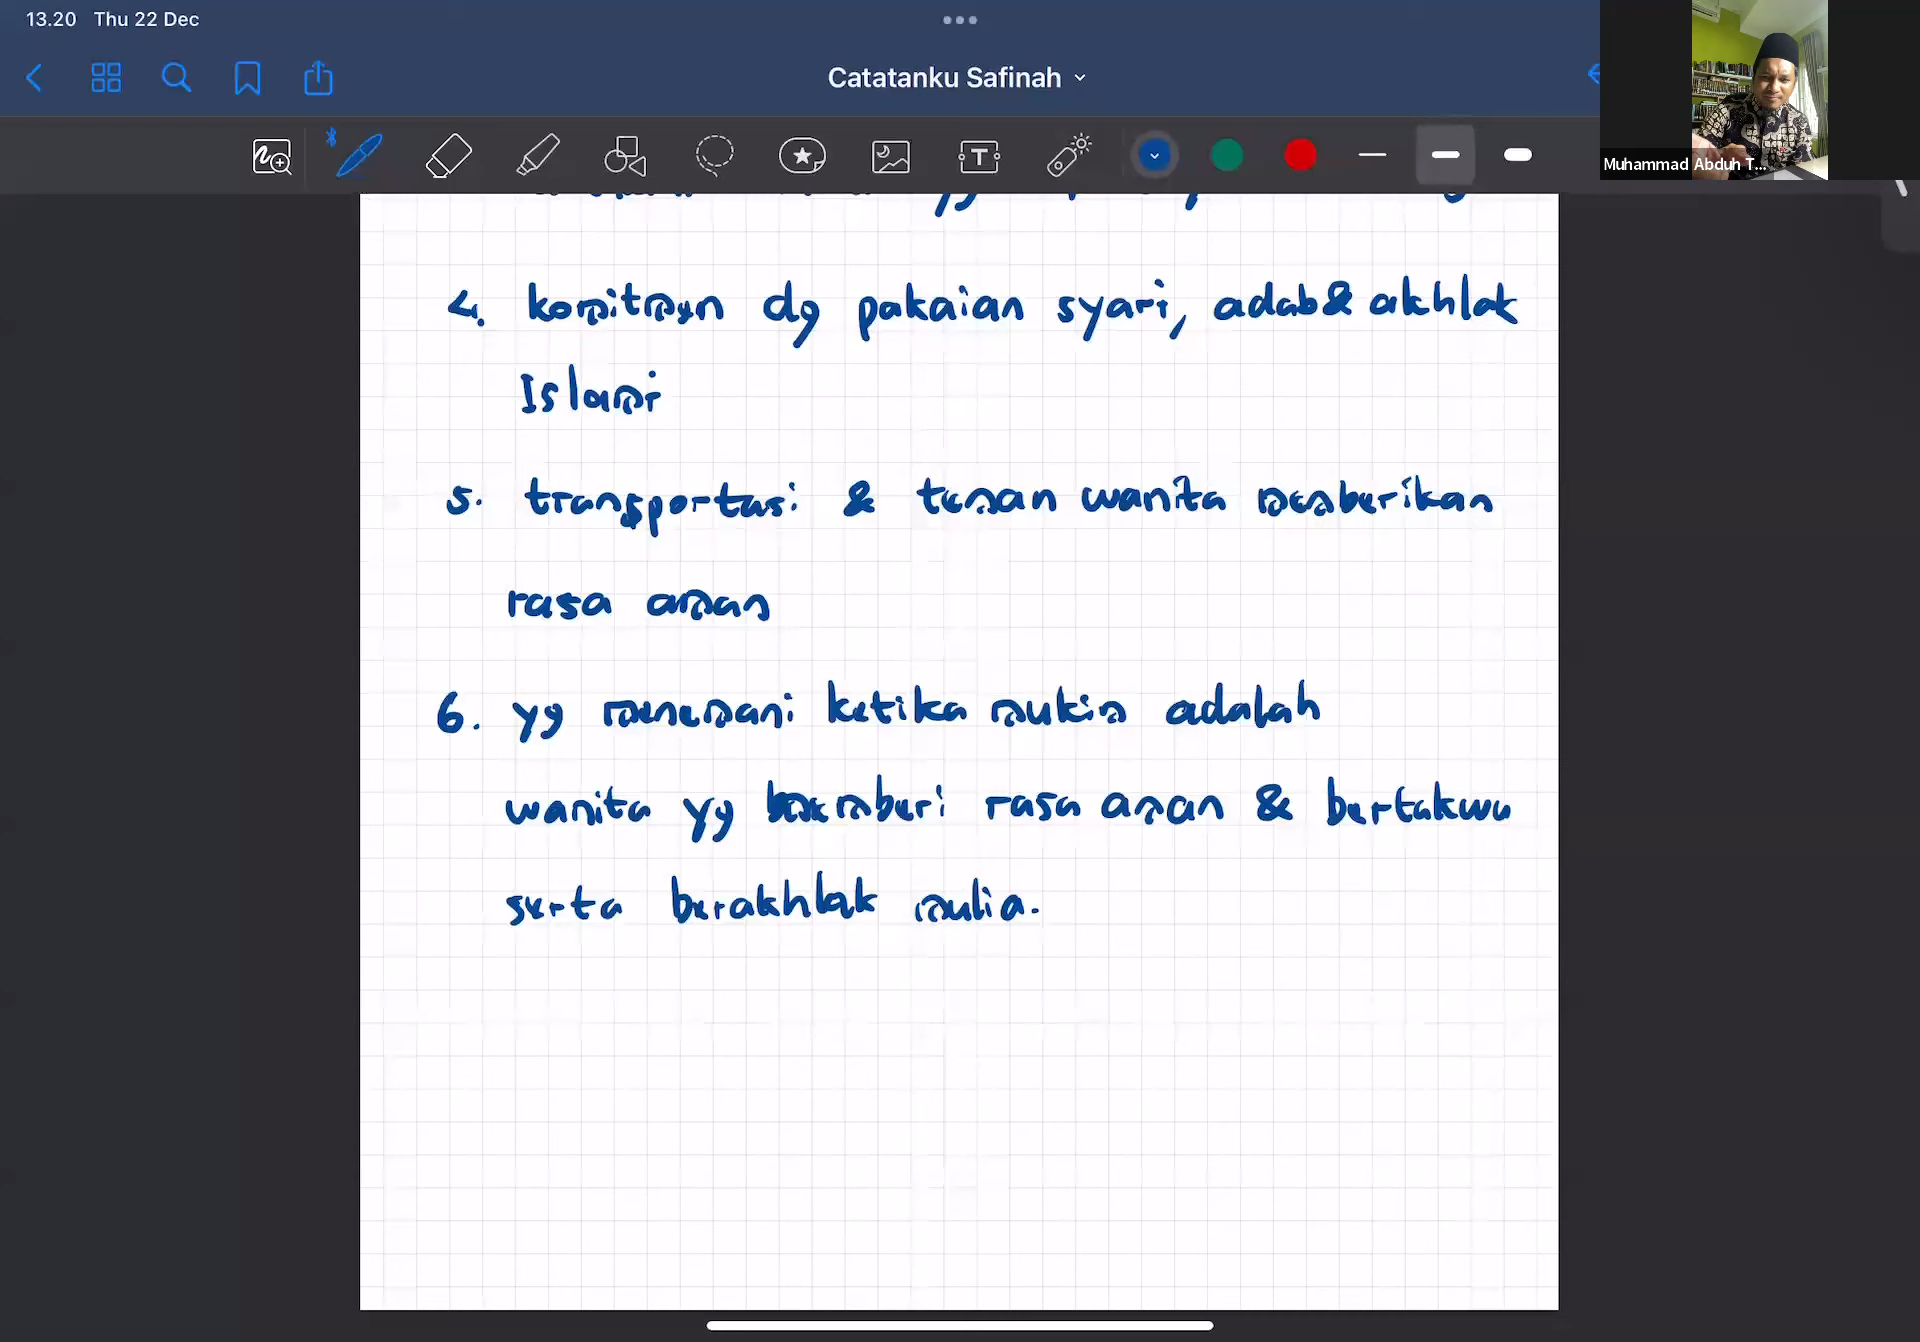 13.20 Thu 22 Dec
Catatanku Safinah
Muhammad Abduh T...
4. komitmen dg pakaian syari, adab & akhlak
Islami
5. transportasi & teman wanita memberikan
rasa aman
6. yg menemani ketika mukim adalah
wanita yg memberi rasa aman & bertakwa
serta berakhlak mulia.